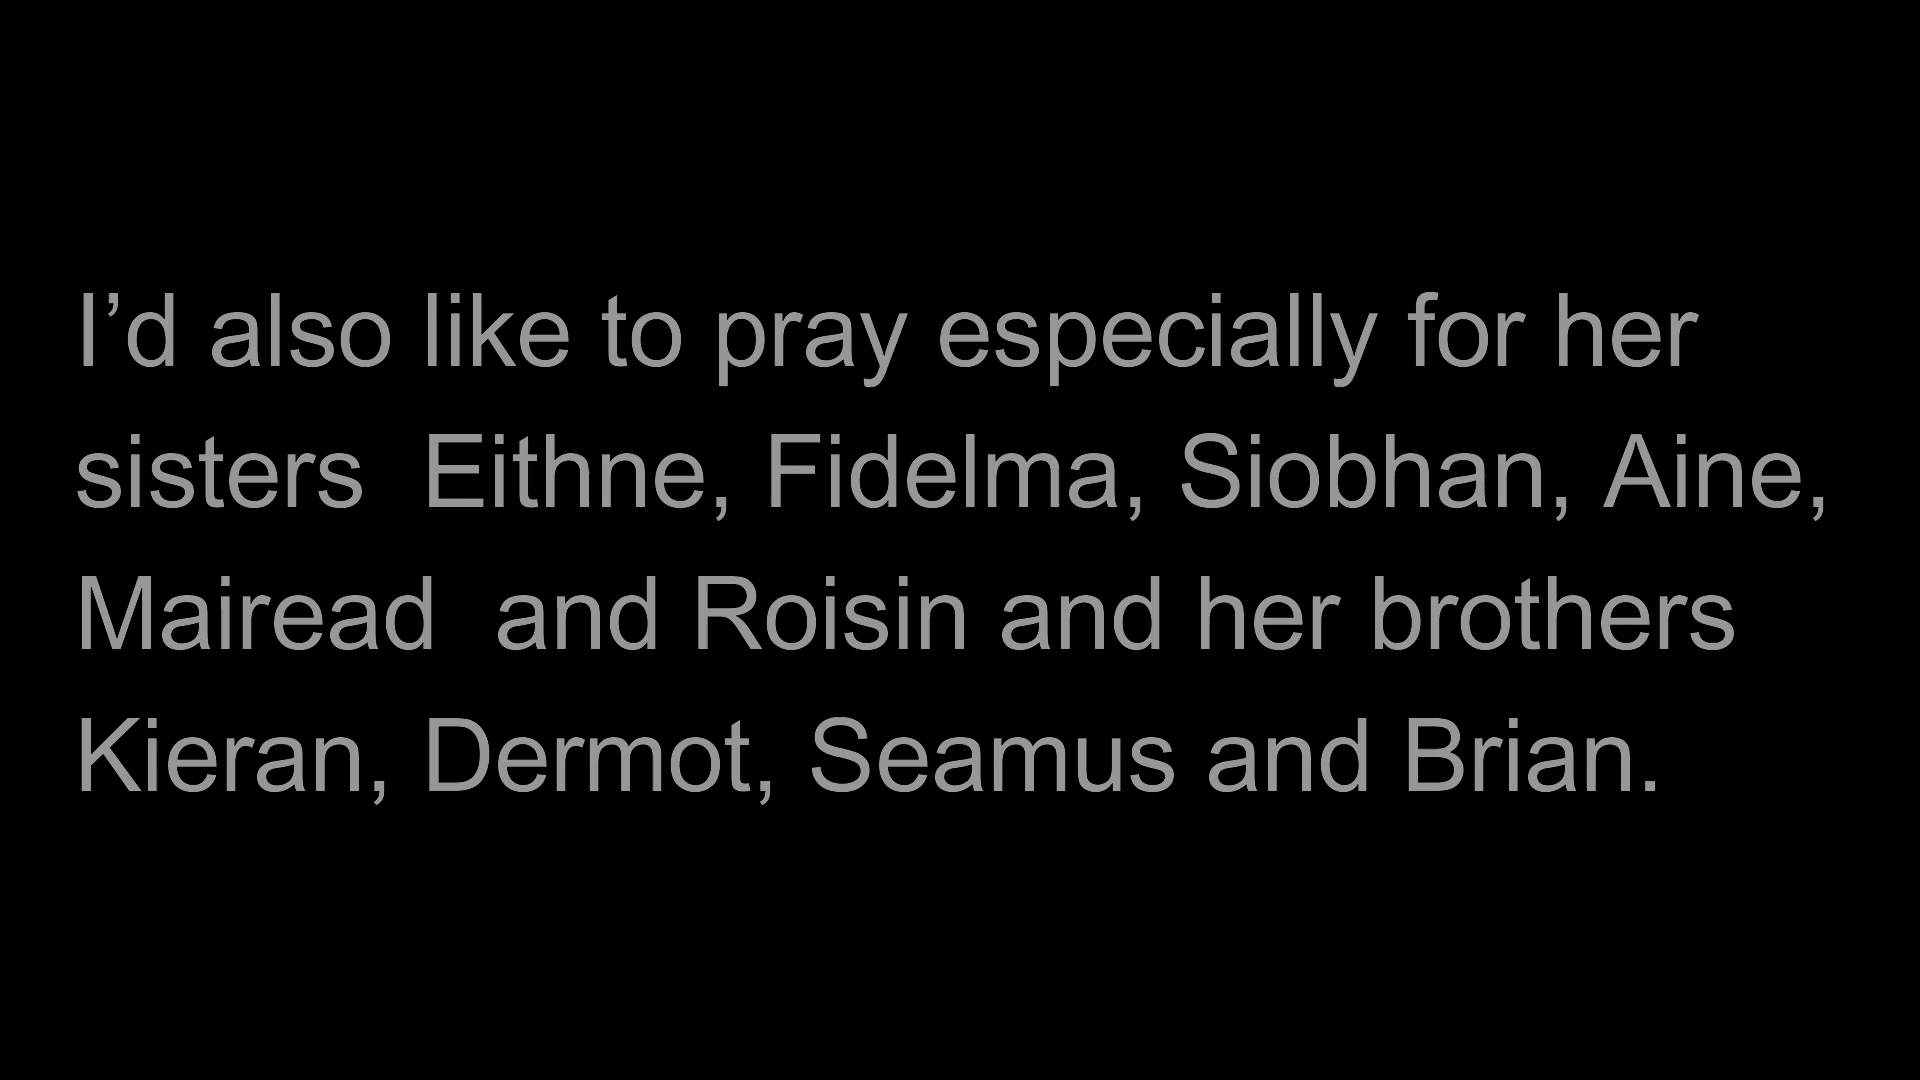 I’d also like to pray especially for her
sisters  Eithne, Fidelma, Siobhan, Aine,
Mairead  and Roisin and her brothers
Kieran, Dermot, Seamus and Brian.